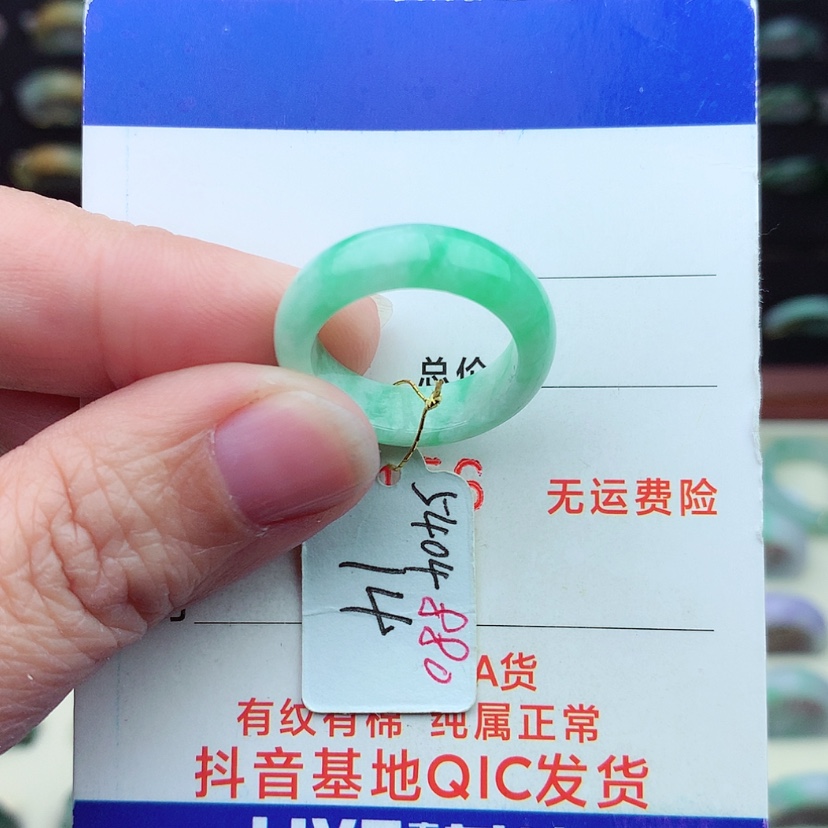 总价
无运费险
5404 880
14
A货
有纹有棉 纯属正常
抖音基地QIC发货